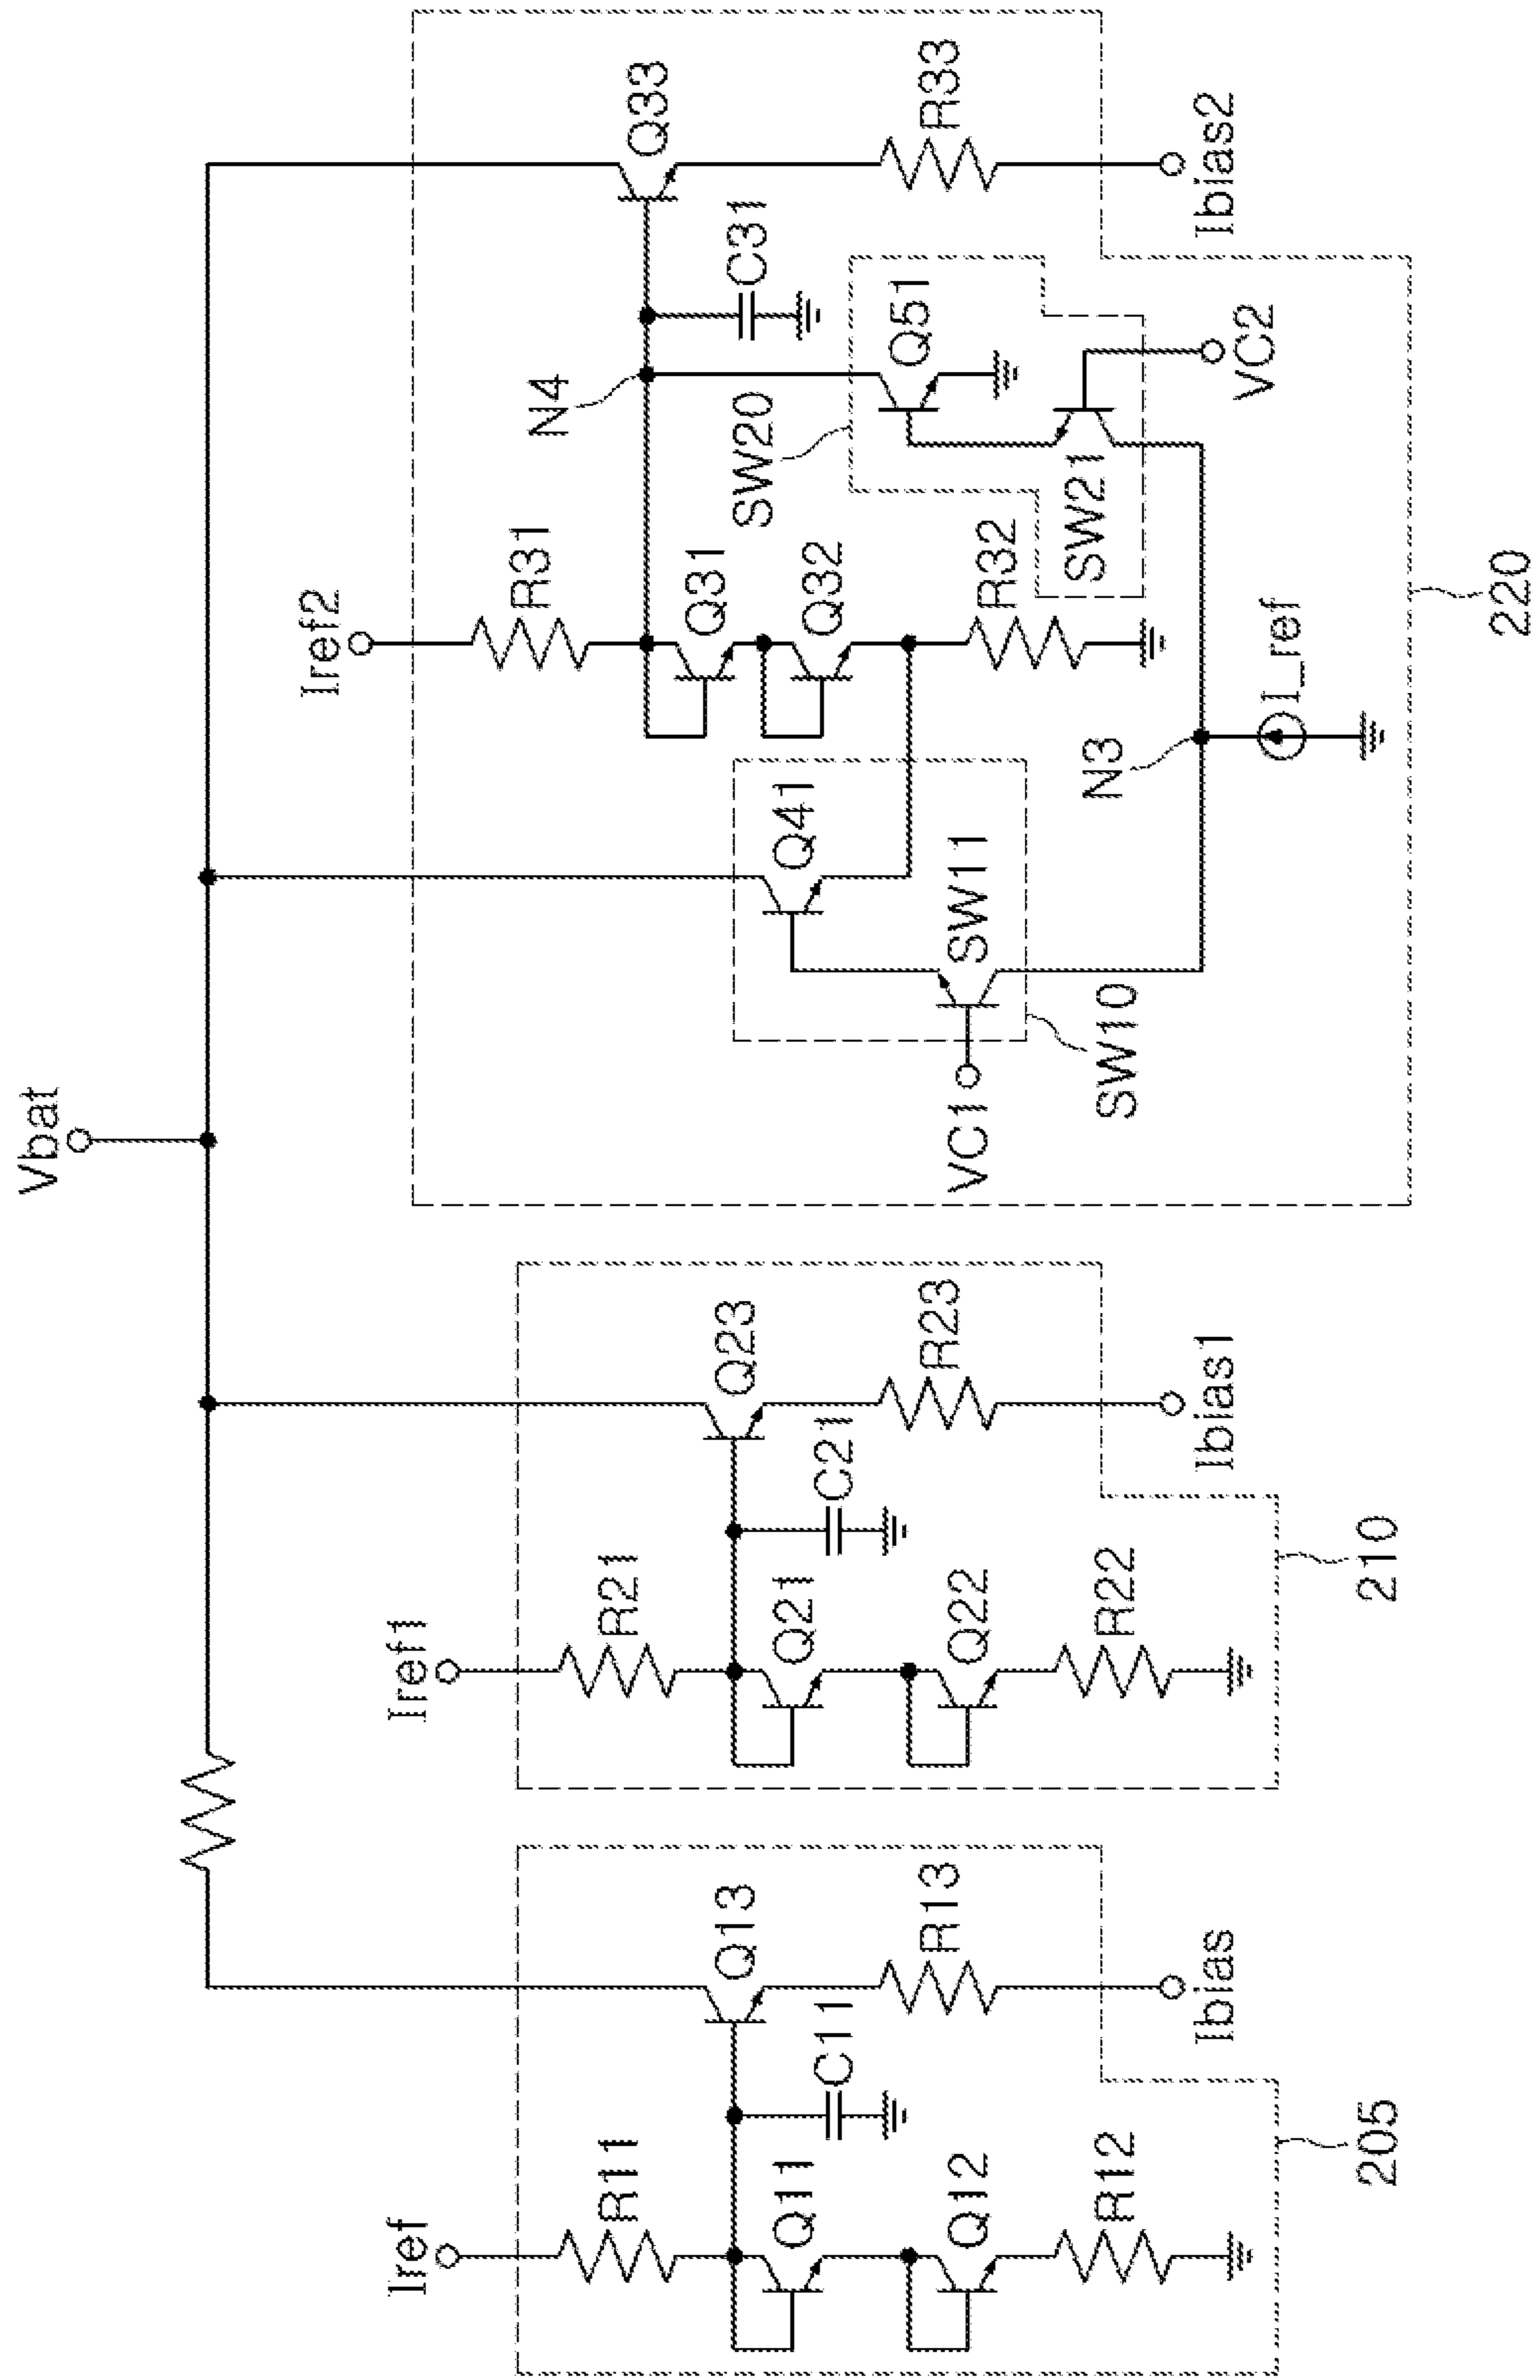 Vbat
Iref
R11
Q11
Q12
R12
C11
Q13
R13
Ibias
205
Iref1
R21
Q21
Q22
R22
C21
Q23
R23
Ibias1
210
VC1
SW10
SW11
Q41
Iref2
R31
Q31
Q32
R32
N3
I_ref
N4
SW20
SW21
Q51
VC2
C31
Q33
R33
Ibias2
220